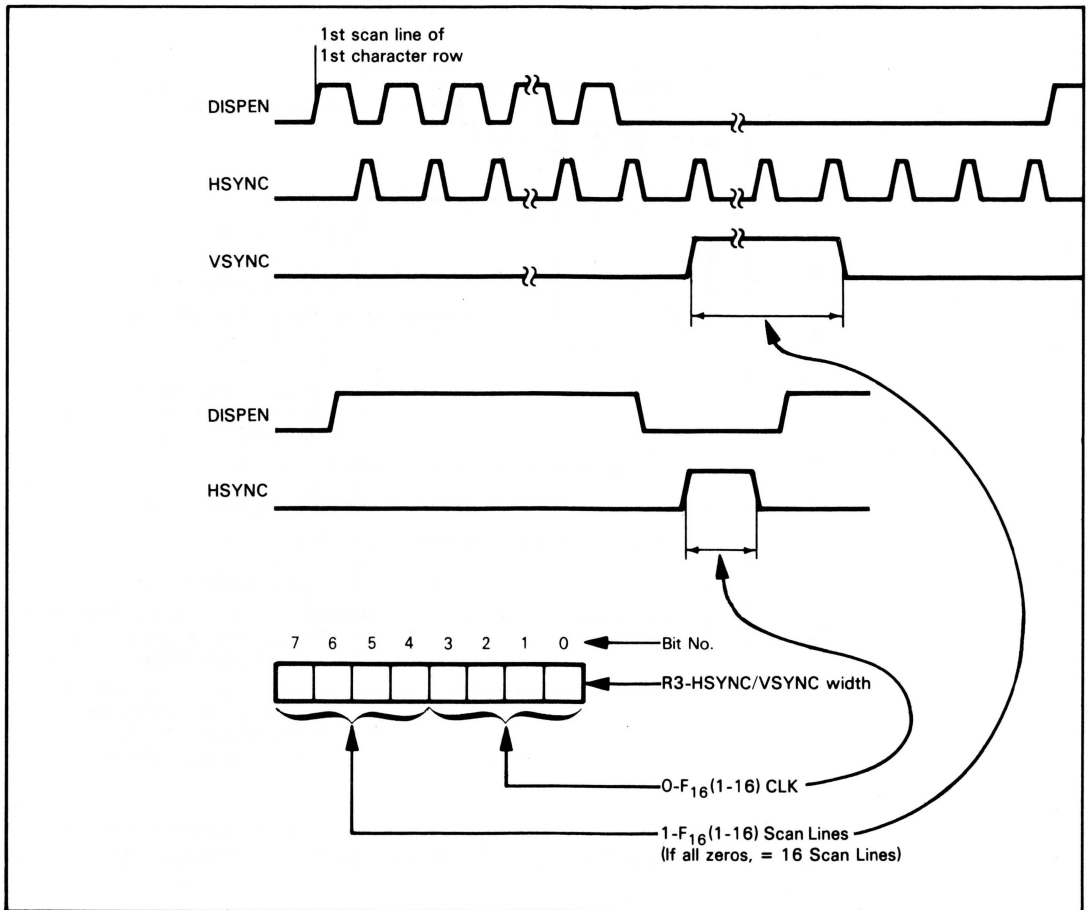 1st scan line of
1st character row
DISPEN
HSYNC
VSYNC
DISPEN
HSYNC
7 6 5 4 3 2 1 0 Bit No.
R3-HSYNC/VSYNC width
0-F16(1-16) CLK
1-F16(1-16) Scan Lines
(If all zeros, = 16 Scan Lines)